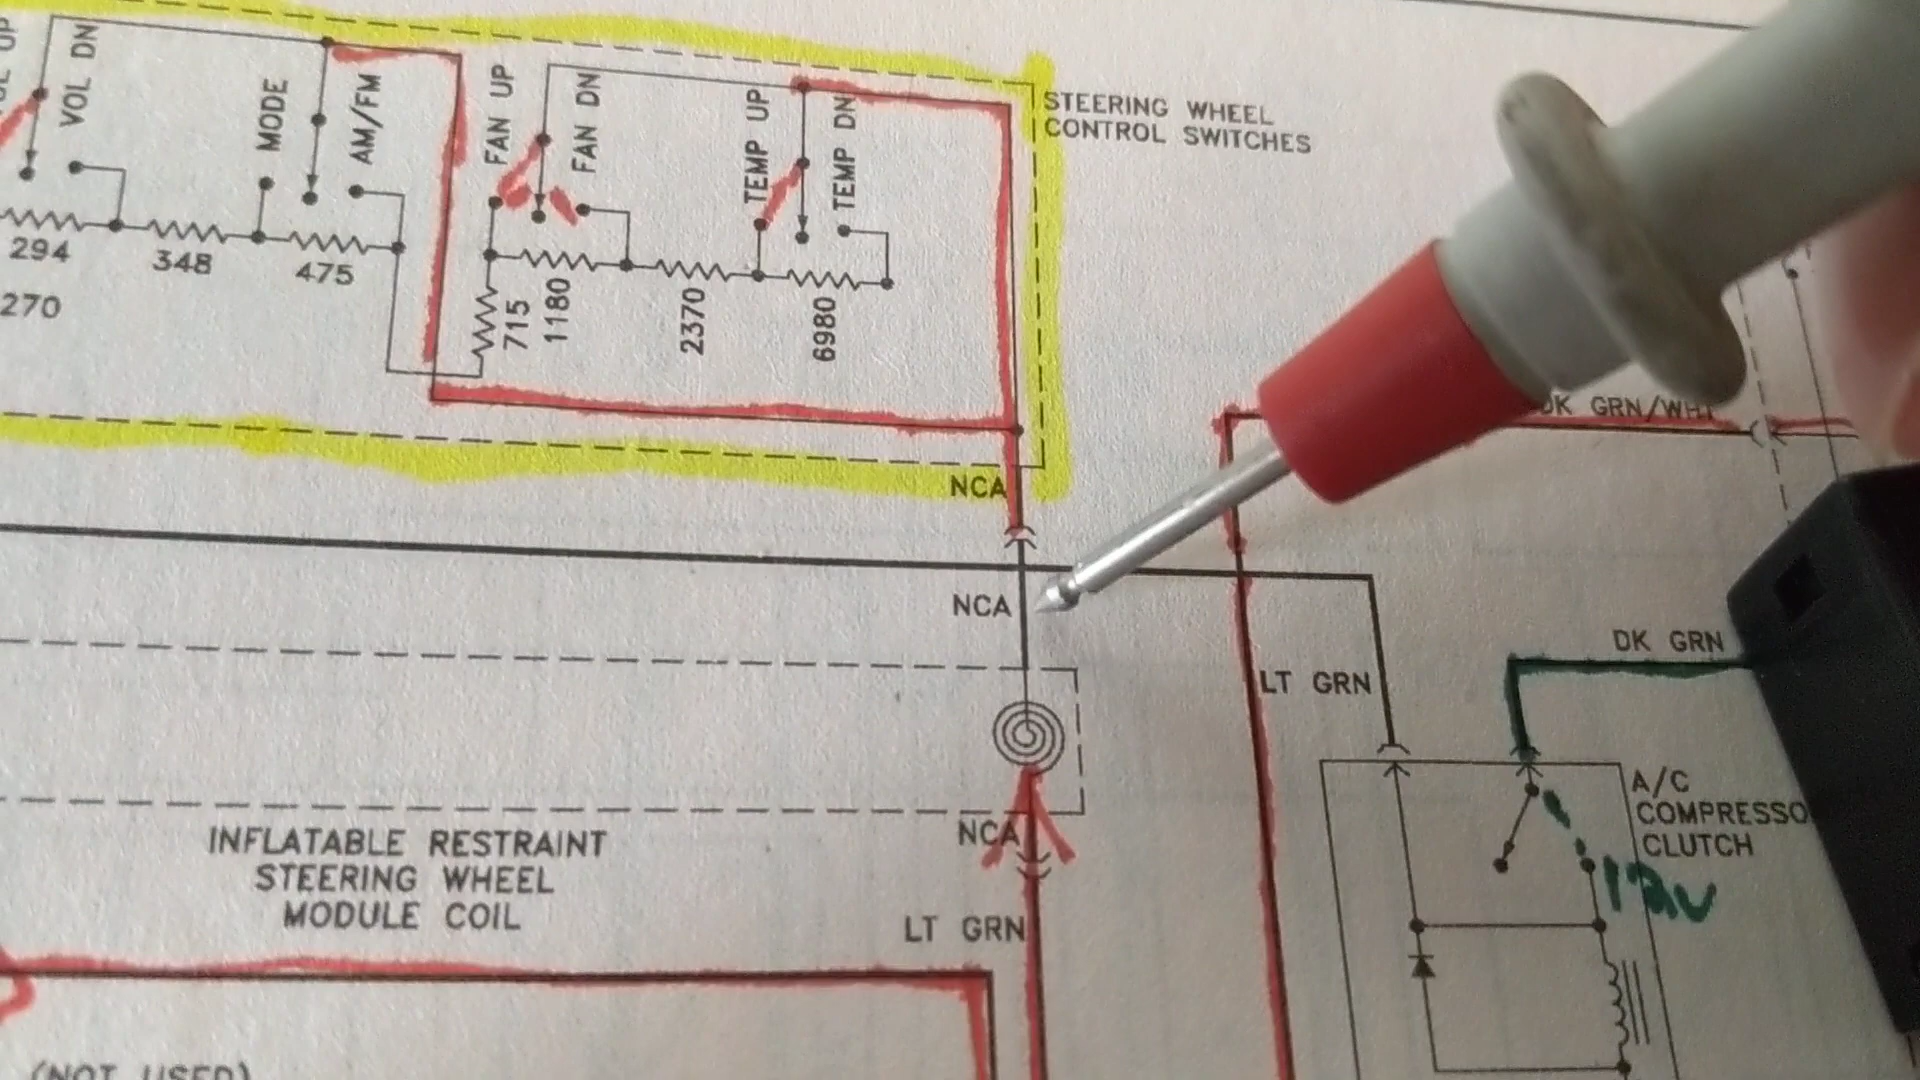 VOL DN
MODE
AM/FM
FAN UP
FAN DN
TEMP UP
TEMP DN
STEERING WHEEL
CONTROL SWITCHES
294
348
475
270
715
1180
2370
6980
DK GRN/WHT
NCA
NCA
DK GRN
LT GRN
A/C
COMPRESSO
CLUTCH
NCA
INFLATABLE RESTRAINT
STEERING WHEEL
MODULE COIL
12V
LT GRN
(NOT USED)